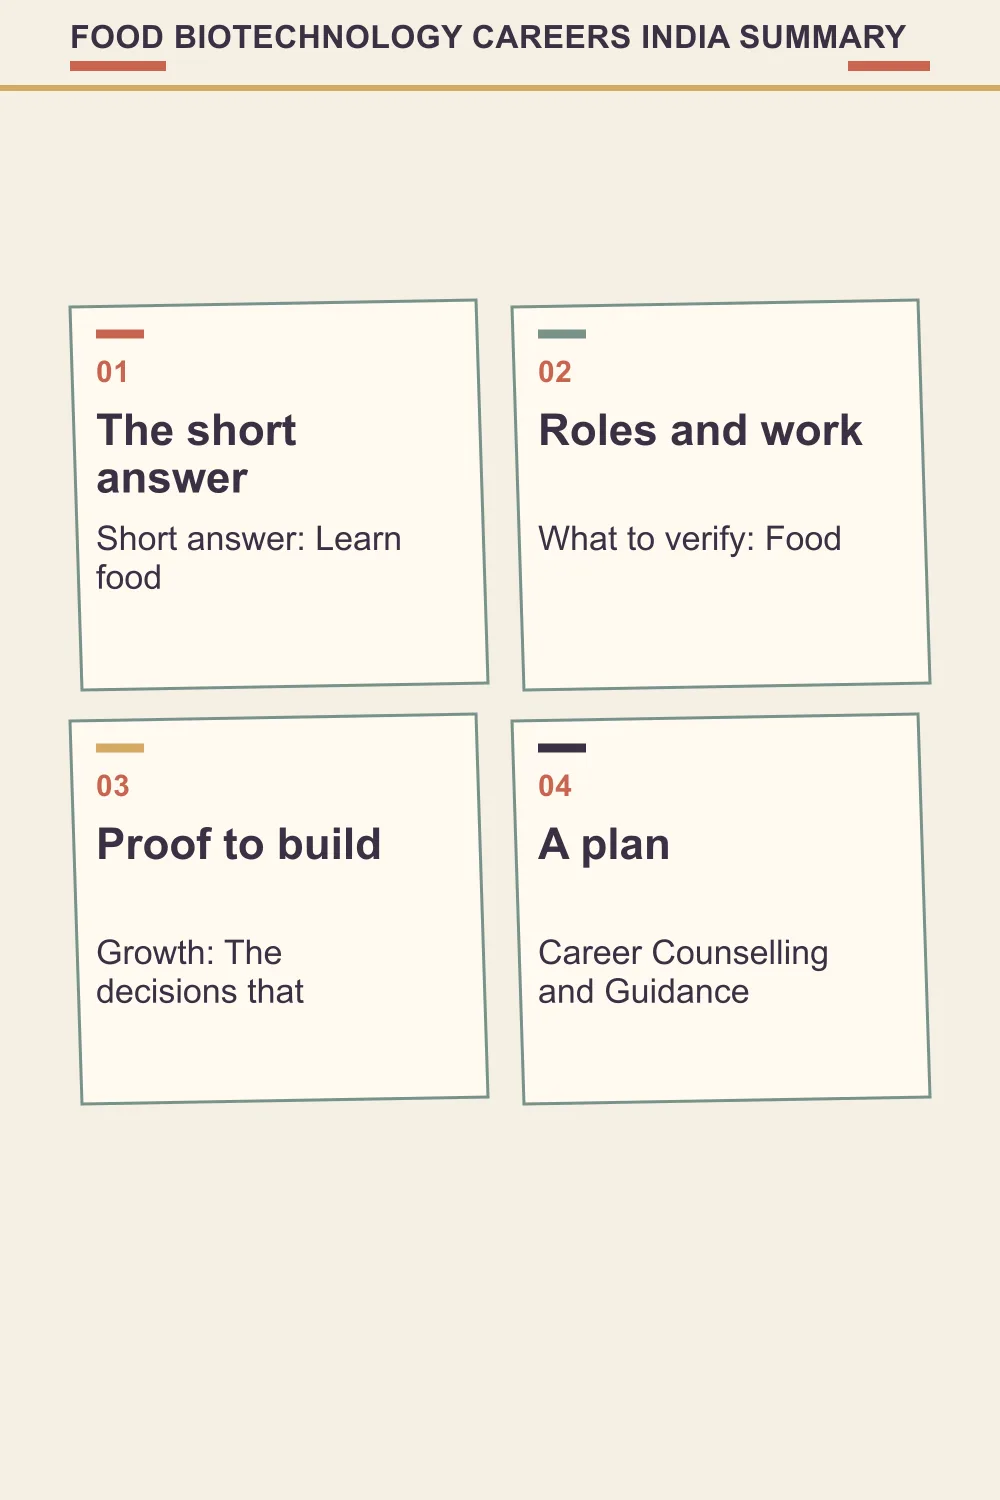 FOOD BIOTECHNOLOGY CAREERS INDIA SUMMARY
01
The short
answer
Short answer: Learn
food
02
Roles and work
What to verify: Food
03
Proof to build
Growth: The
decisions that
04
A plan
Career Counselling
and Guidance